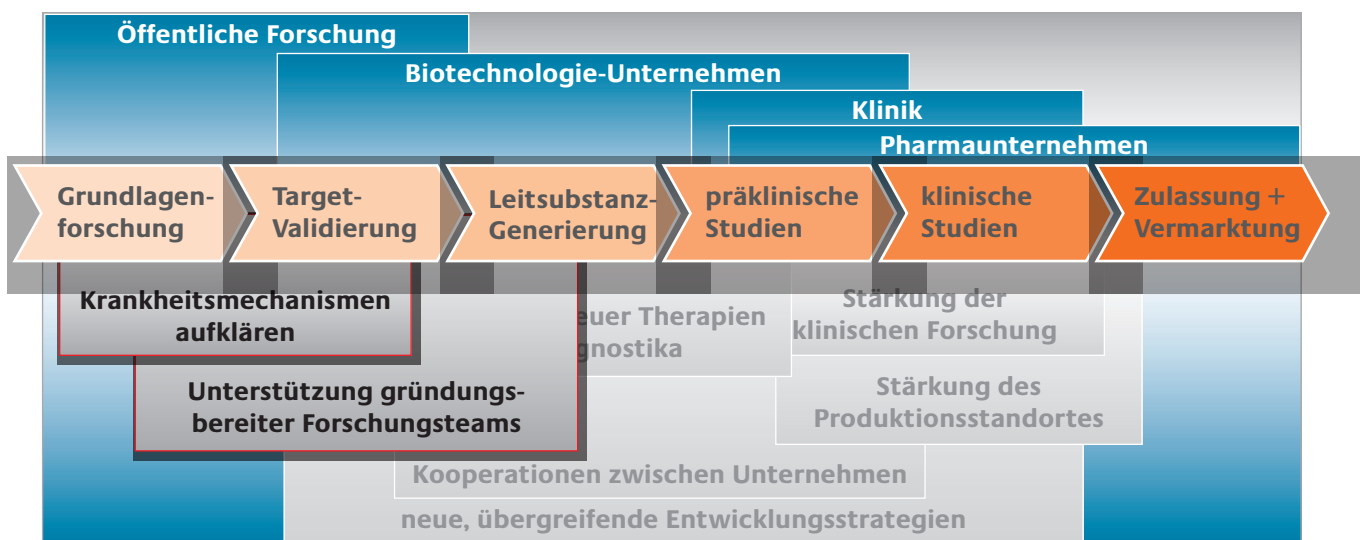 Öffentliche Forschung
Biotechnologie-Unternehmen
Klinik
Pharmaunternehmen
Grundlagen-
forschung
Target-
Validierung
Leitsubstanz-
Generierung
präklinische
Studien
klinische
Studien
Zulassung +
Vermarktung
Krankheitsmechanismen
aufklären
Unterstützung gründungs-
bereiter Forschungsteams
Therapien
Stärkung der
klinischen Forschung
Stärkung des
Produktionsstandortes
Kooperationen zwischen Unternehmen
neue, übergreifende Entwicklungsstrategien